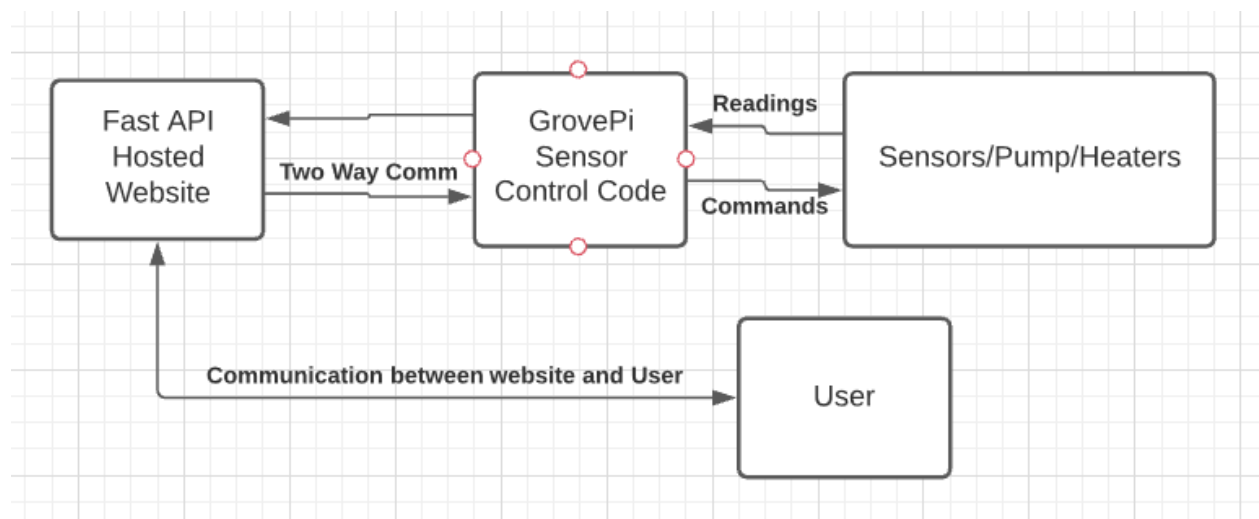 Fast API
Hosted
Website
Two Way Comm
GrovePi
Sensor
Control Code
Readings
Commands
Sensors/Pump/Heaters
Communication between website and User
User